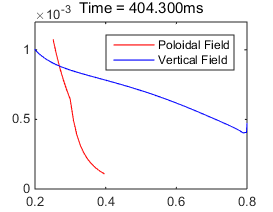 Time = 404.300ms
×10⁻³
1
Poloidal Field
Vertical Field
0.5
0
0.2 0.4 0.6 0.8